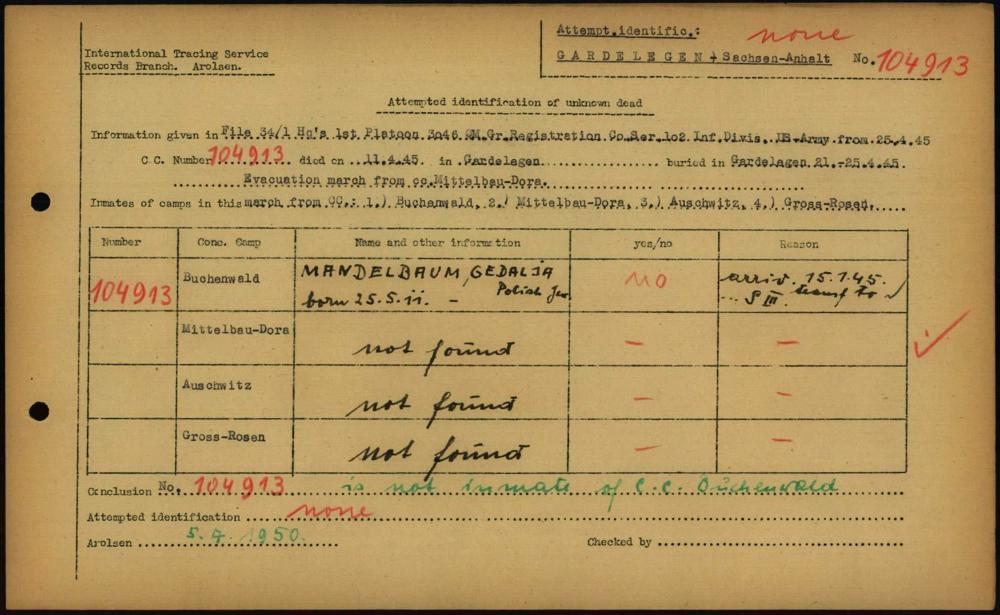 Attempt.identific.: none
International Tracing Service
Records Branch. Arolsen.
GARDELEGEN + Sachsen-Anhalt No. 104913
Attempted identification of unknown dead
Information given in File 34/1 Hq's 1st Platoon 3046 QM.Gr.Registration Co.Ser.102 Inf.Divis. US-Army from 25.4.45
C.C. Number 104913 died on 11.4.45. in Gardelagen buried in Gardelagen 21.-25.4.45.
Evacuation march from cc.Mittelbau-Dora.
Inmates of camps in this march from CC.: 1.) Buchenwald, 2.) Mittelbau-Dora, 3.) Auschwitz, 4.) Gross-Rosen.
Number Conc. Camp Name and other information yes/no Reason
104913 Buchenwald MANDELBAUM, GEDALJA no arriv. 15.1.45.
born 25.5.11. - Polish Jew ... transf to S III.
Mittelbau-Dora not found - -
Auschwitz not found - -
Gross-Rosen not found - -
Conclusion No. 104913 is not inmate of C.C. Buchenwald
Attempted identification none
Arolsen 5.7.1950. Checked by